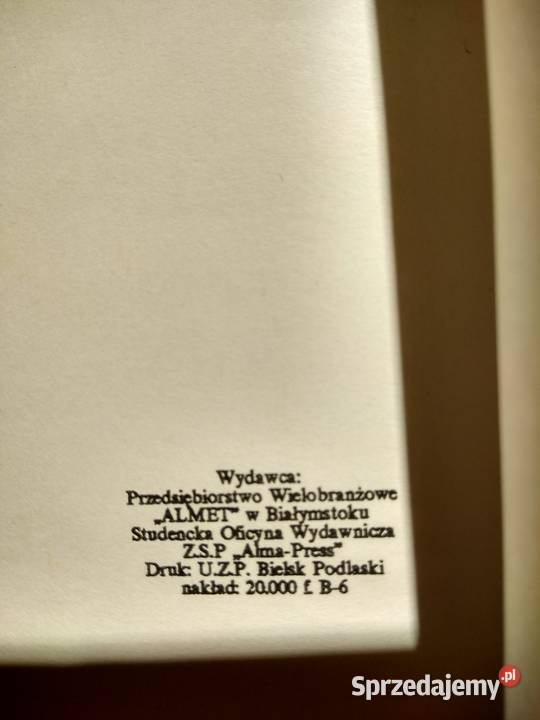 Wydawca:
Przedsiębiorstwo Wielobranżowe
„ALMET" w Białymstoku
Studencka Oficyna Wydawnicza
Z.S.P „Alma-Press"
Druk: U.Z.P. Bielsk Podlaski
nakład: 20.000 f. B-6
Sprzedajemy.pl